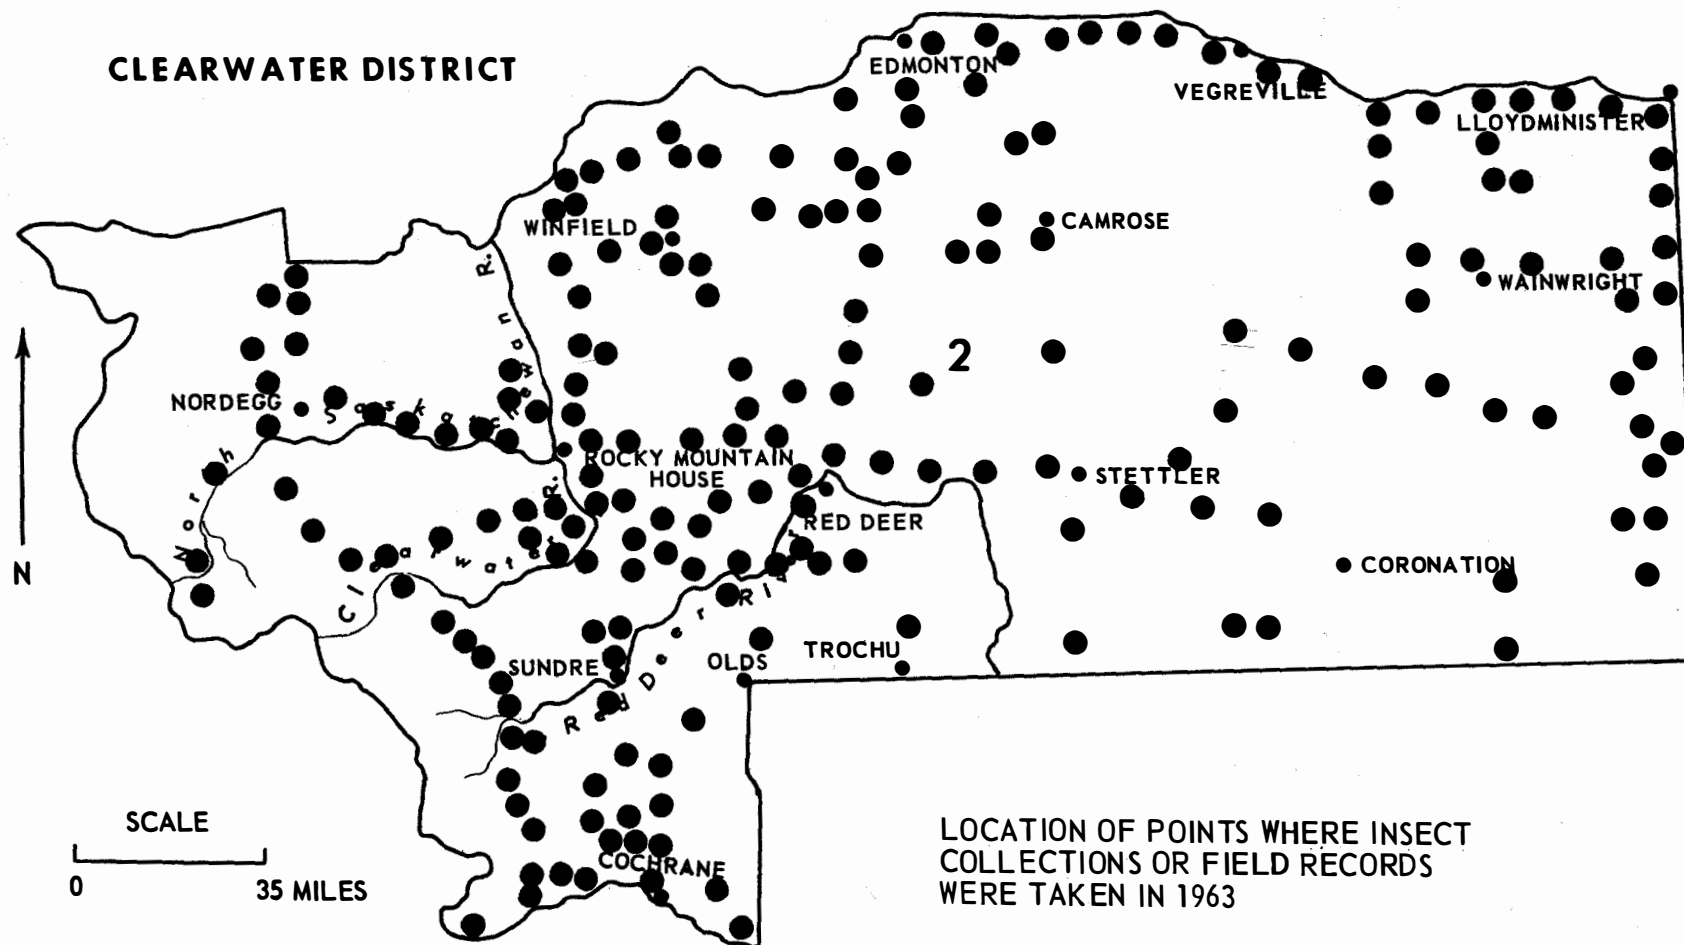 CLEARWATER DISTRICT
EDMONTON
VEGREVILLE
LLOYDMINISTER
WINFIELD
CAMROSE
WAINWRIGHT
2
NORDEGG
North Saskatchewan R.
ROCKY MOUNTAIN
HOUSE
STETTLER
RED DEER
Clearwater R.
CORONATION
N
SUNDRE
OLDS
TROCHU
Red Deer River
SCALE
0 35 MILES
COCHRANE
LOCATION OF POINTS WHERE INSECT
COLLECTIONS OR FIELD RECORDS
WERE TAKEN IN 1963